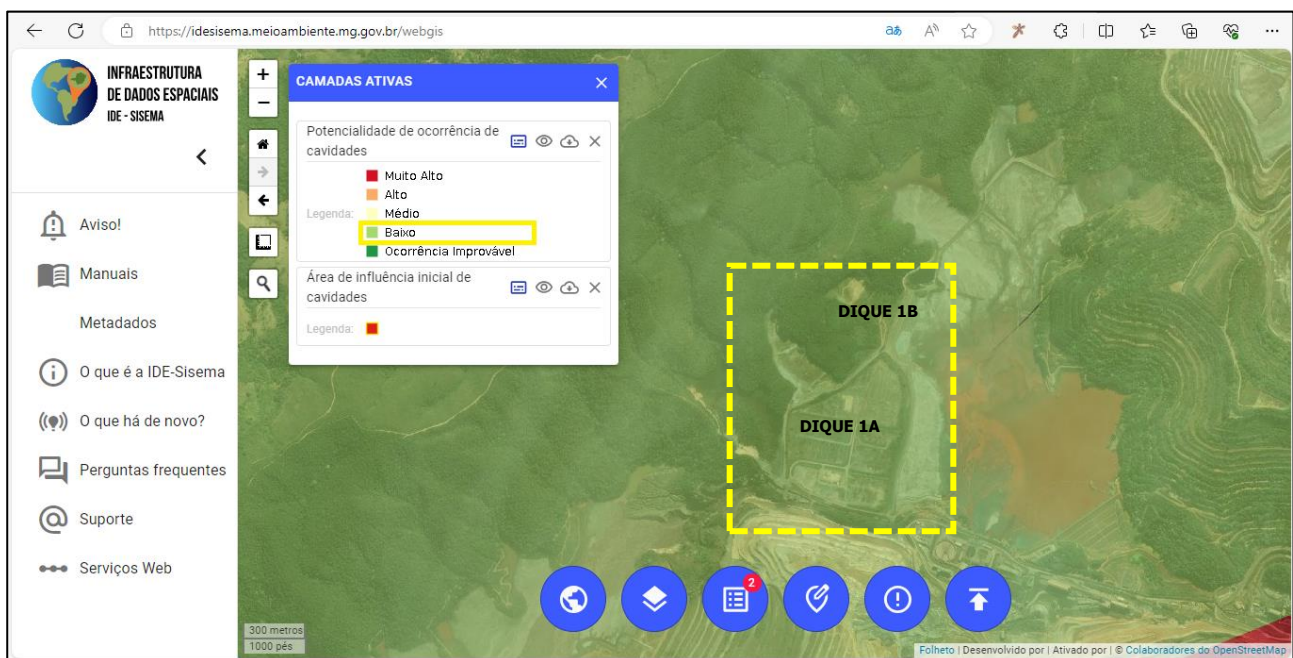 https://idesisema.meioambiente.mg.gov.br/webgis
INFRAESTRUTURA
DE DADOS ESPACIAIS
IDE - SISEMA
Aviso!
Manuais
Metadados
O que é a IDE-Sisema
O que há de novo?
Perguntas frequentes
Suporte
Serviços Web
CAMADAS ATIVAS
Potencialidade de ocorrência de
cavidades
Legenda:
Muito Alto
Alto
Médio
Baixo
Ocorrência Improvável
Área de influência inicial de
cavidades
Legenda:
DIQUE 1B
DIQUE 1A
2
300 metros
1000 pés
Folheto | Desenvolvido por | Ativado por | © Colaboradores do OpenStreetMap